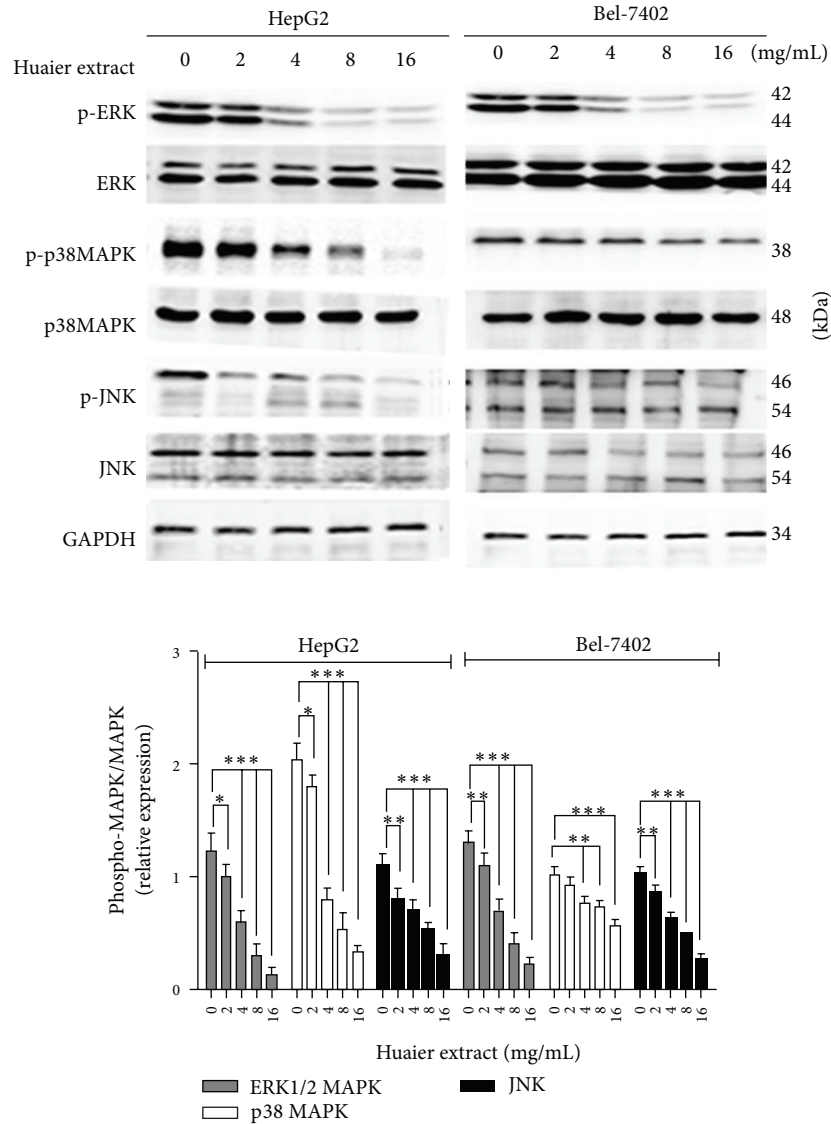 HepG2 Bel-7402
Huaier extract 0 2 4 8 16 0 2 4 8 16 (mg/mL)
p-ERK 42
44
ERK 42
44
p-p38MAPK 38
p38MAPK 48
(kDa)
p-JNK 46
54
JNK 46
54
GAPDH 34
HepG2 Bel-7402
Phospho-MAPK/MAPK
(relative expression)
3
2
1
0
*** * *** * *** ** *** ** *** ** *** **
0 2 4 8 16 0 2 4 8 16 0 2 4 8 16 0 2 4 8 16 0 2 4 8 16 0 2 4 8 16
Huaier extract (mg/mL)
ERK1/2 MAPK JNK
p38 MAPK